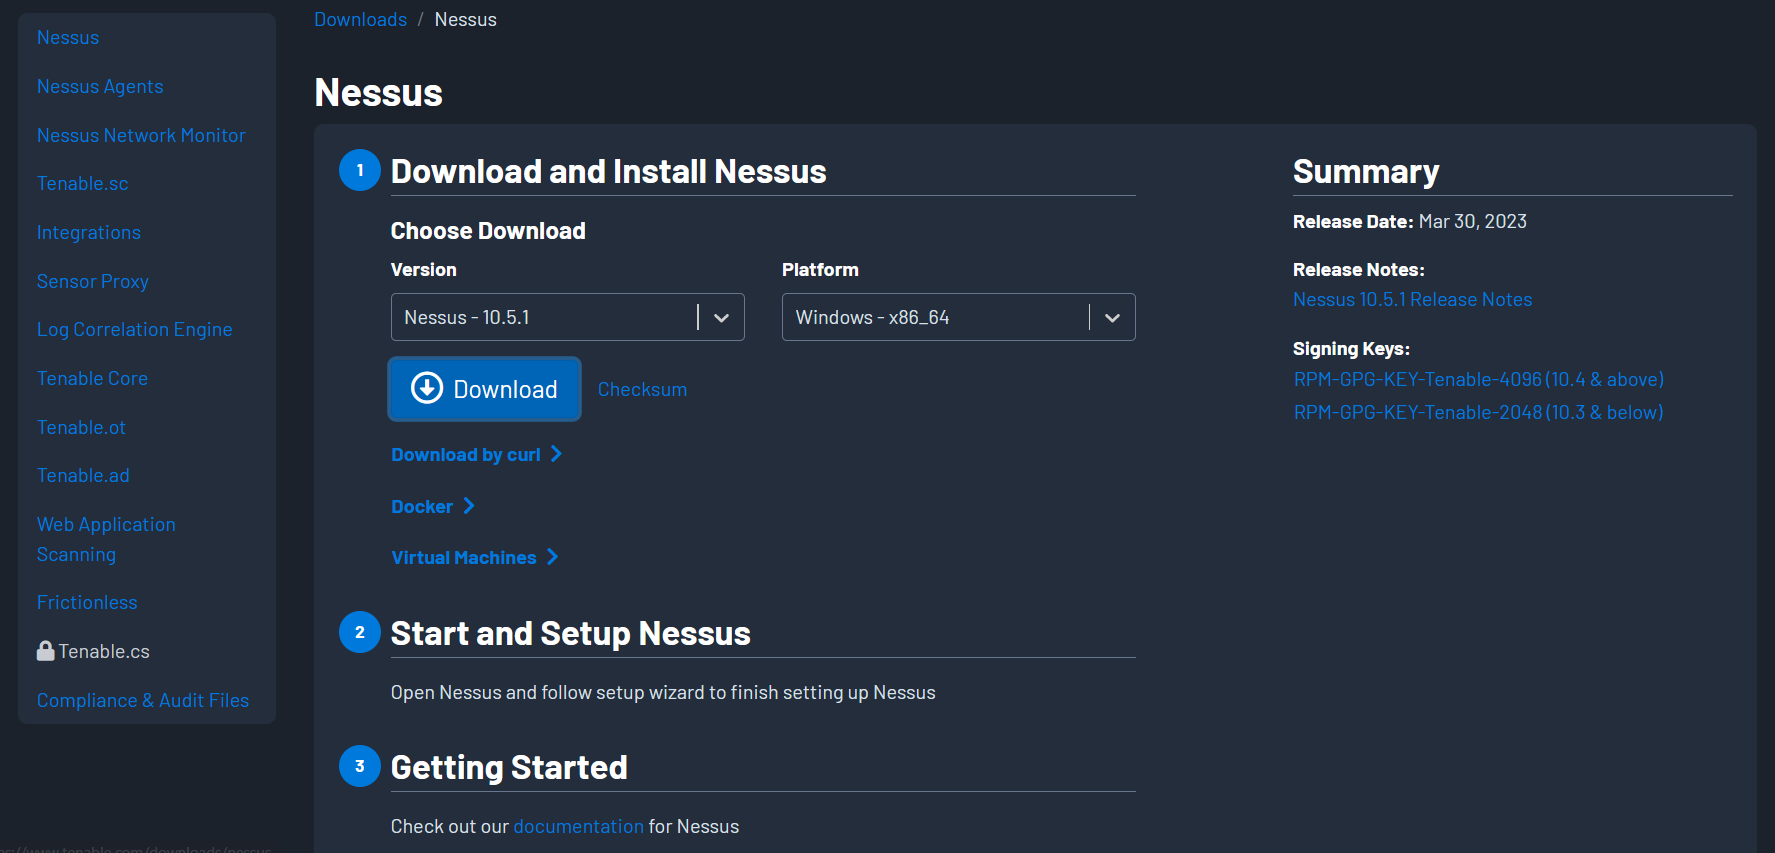 Nessus
Nessus Agents
Nessus Network Monitor
Tenable.sc
Integrations
Sensor Proxy
Log Correlation Engine
Tenable Core
Tenable.ot
Tenable.ad
Web Application
Scanning
Frictionless
Tenable.cs
Compliance & Audit Files
Downloads / Nessus
Nessus
1 Download and Install Nessus
Choose Download
Version Platform
Nessus - 10.5.1 Windows - x86_64
Download Checksum
Download by curl
Docker
Virtual Machines
2 Start and Setup Nessus
Open Nessus and follow setup wizard to finish setting up Nessus
3 Getting Started
Check out our documentation for Nessus
Summary
Release Date: Mar 30, 2023
Release Notes:
Nessus 10.5.1 Release Notes
Signing Keys:
RPM-GPG-KEY-Tenable-4096 (10.4 & above)
RPM-GPG-KEY-Tenable-2048 (10.3 & below)